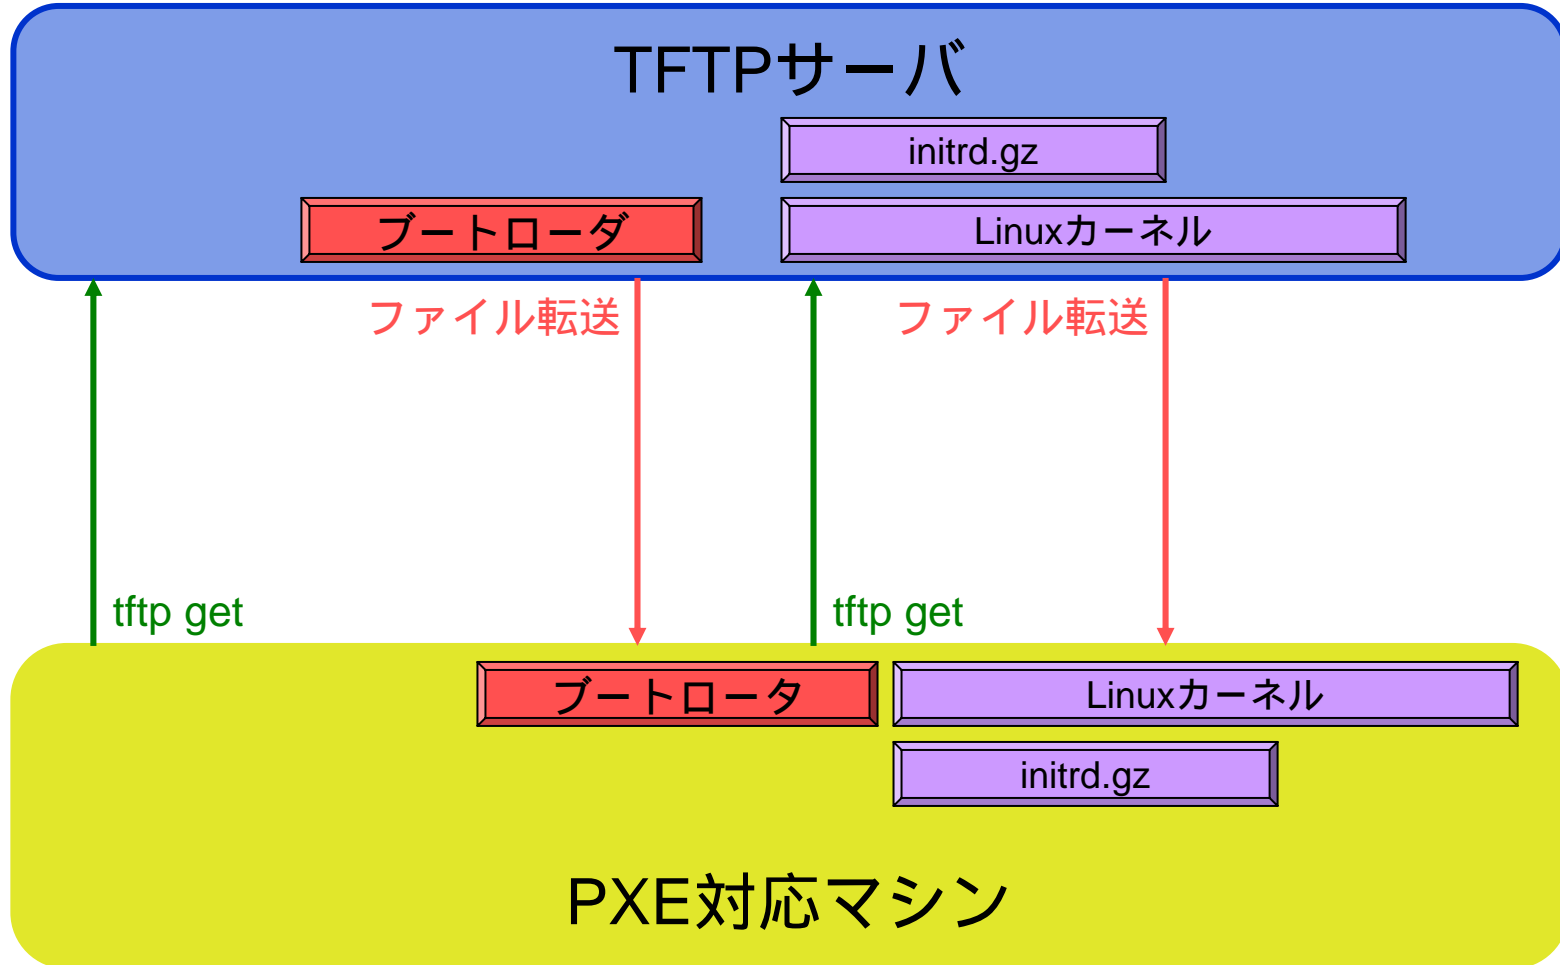 TFTPサーバ
initrd.gz
ブートローダ
Linuxカーネル
ファイル転送
ファイル転送
tftp get
tftp get
ブートロータ
Linuxカーネル
initrd.gz
PXE対応マシン